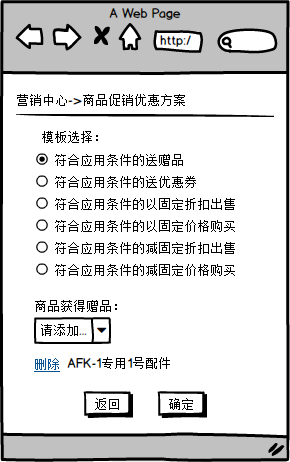 A Web Page
http:/
营销中心->商品促销优惠方案
模板选择：
符合应用条件的送赠品
符合应用条件的送优惠券
符合应用条件的以固定折扣出售
符合应用条件的以固定价格购买
符合应用条件的减固定折扣出售
符合应用条件的减固定价格购买
商品获得赠品：
请添加...
删除 AFK-1专用1号配件
返回 确定